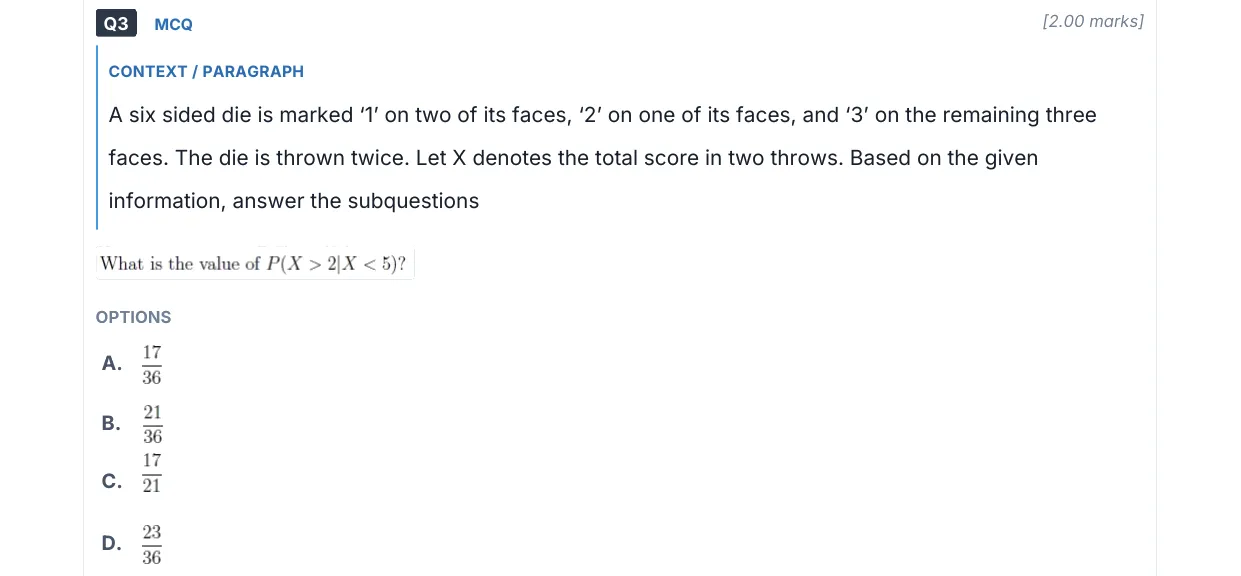 Q3 MCQ [2.00 marks]
CONTEXT / PARAGRAPH
A six sided die is marked ‘1’ on two of its faces, ‘2’ on one of its faces, and ‘3’ on the remaining three
faces. The die is thrown twice. Let X denotes the total score in two throws. Based on the given
information, answer the subquestions
What is the value of P(X > 2|X < 5)?
OPTIONS
A. 17/36
B. 21/36
C. 17/21
D. 23/36